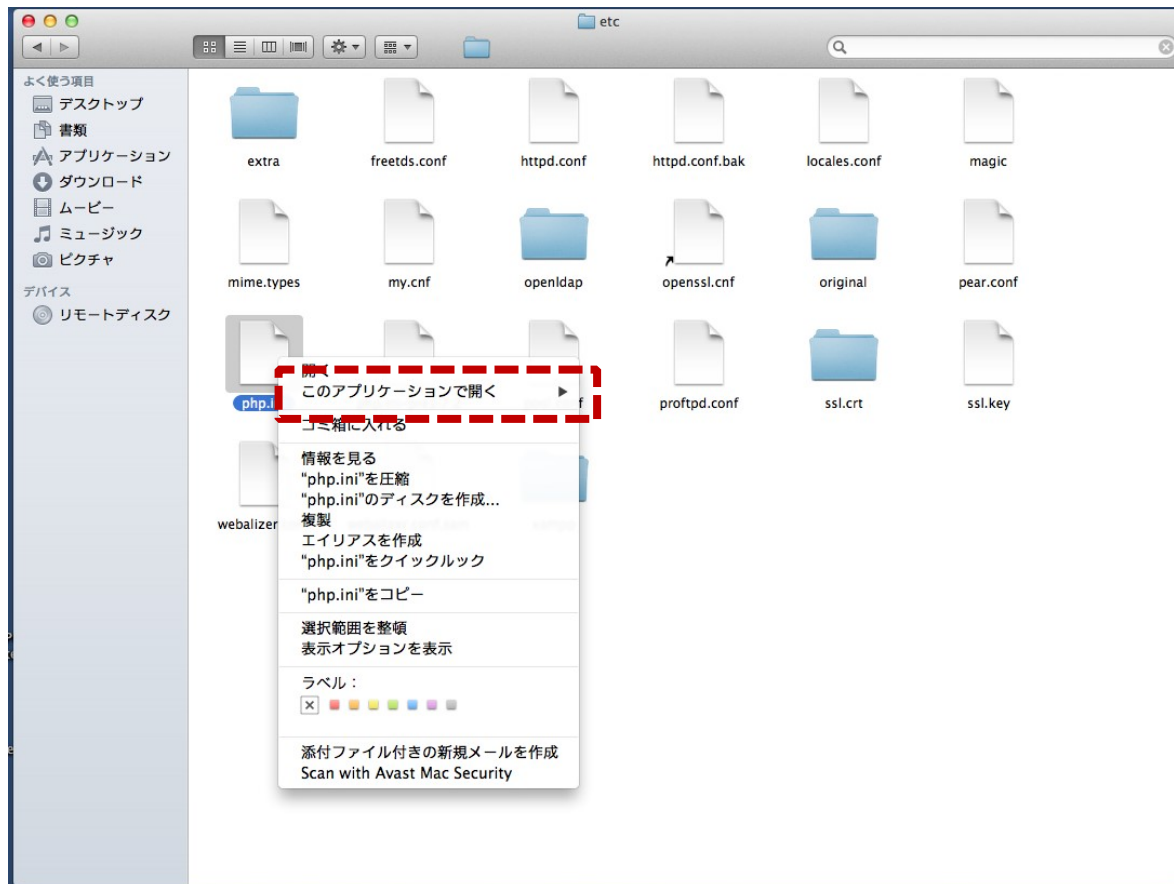 etc
よく使う項目
デスクトップ
書類
アプリケーション
ダウンロード
ムービー
ミュージック
ピクチャ
デバイス
リモートディスク
extra
freetds.conf
httpd.conf
httpd.conf.bak
locales.conf
magic
mime.types
my.cnf
openldap
openssl.cnf
original
pear.conf
php.i
f
proftpd.conf
ssl.crt
ssl.key
webalizer
開く
このアプリケーションで開く
ゴミ箱に入れる
情報を見る
“php.ini”を圧縮
“php.ini”のディスクを作成...
複製
エイリアスを作成
“php.ini”をクイックルック
“php.ini”をコピー
選択範囲を整頓
表示オプションを表示
ラベル：
添付ファイル付きの新規メールを作成
Scan with Avast Mac Security